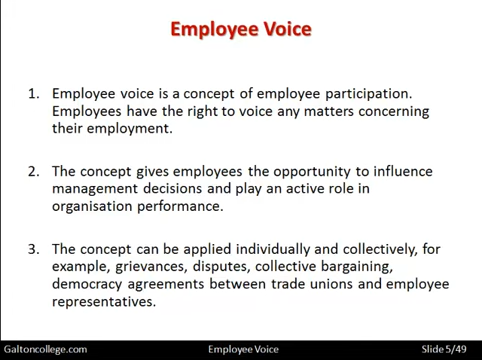 Employee Voice
1. Employee voice is a concept of employee participation.
Employees have the right to voice any matters concerning
their employment.
2. The concept gives employees the opportunity to influence
management decisions and play an active role in
organisation performance.
3. The concept can be applied individually and collectively, for
example, grievances, disputes, collective bargaining,
democracy agreements between trade unions and employee
representatives.
Galtoncollege.com Employee Voice Slide 5/49